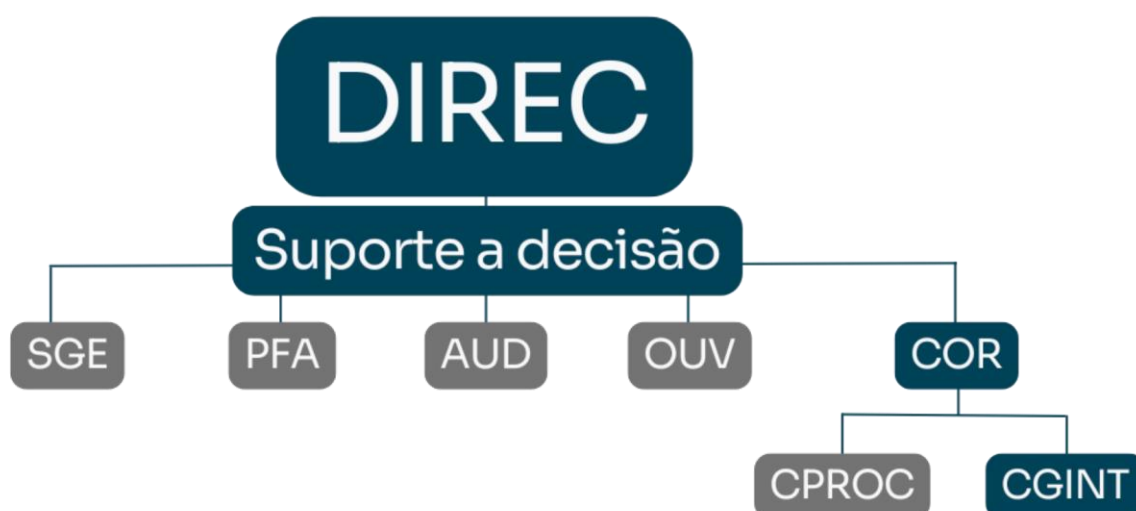 DIREC
Suporte a decisão
SGE
PFA
AUD
OUV
COR
CPROC
CGINT